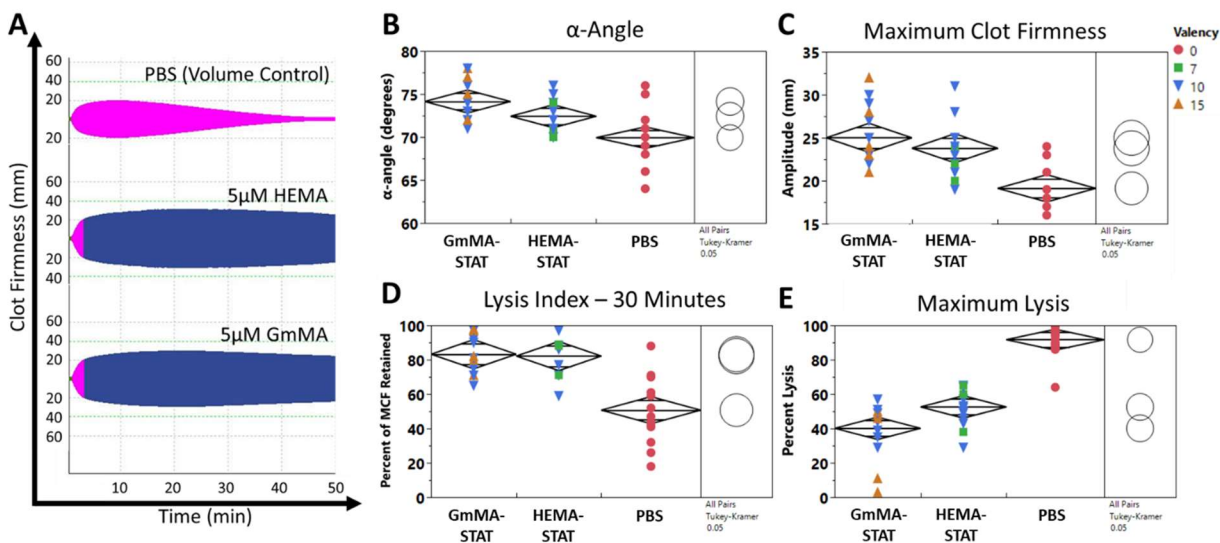 A
PBS (Volume Control)
5µM HEMA
5µM GmMA
Clot Firmness (mm)
60
40
20
20
60
40
20
20
40
60
40
20
20
40
60
10 20 30 40 50
Time (min)
B
α-Angle
α-angle (degrees)
80
75
70
65
60
GmMA-STAT
HEMA-STAT
PBS
All Pairs
Tukey-Kramer
0.05
C
Maximum Clot Firmness
Amplitude (mm)
35
30
25
20
15
GmMA-STAT
HEMA-STAT
PBS
All Pairs
Tukey-Kramer
0.05
Valency
0
7
10
15
D
Lysis Index – 30 Minutes
Percent of MCF Retained
100
80
60
40
20
0
GmMA-STAT
HEMA-STAT
PBS
All Pairs
Tukey-Kramer
0.05
E
Maximum Lysis
Percent Lysis
100
80
60
40
20
0
GmMA-STAT
HEMA-STAT
PBS
All Pairs
Tukey-Kramer
0.05